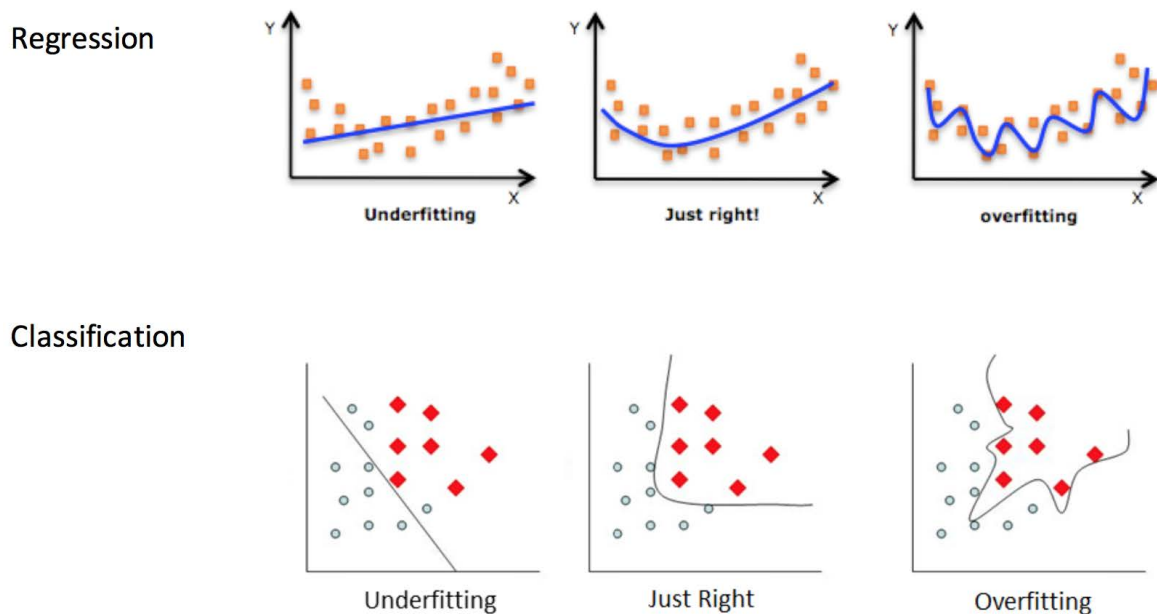 Regression
Y
X
Underfitting
Y
X
Just right!
Y
X
overfitting
Classification
Underfitting
Just Right
Overfitting